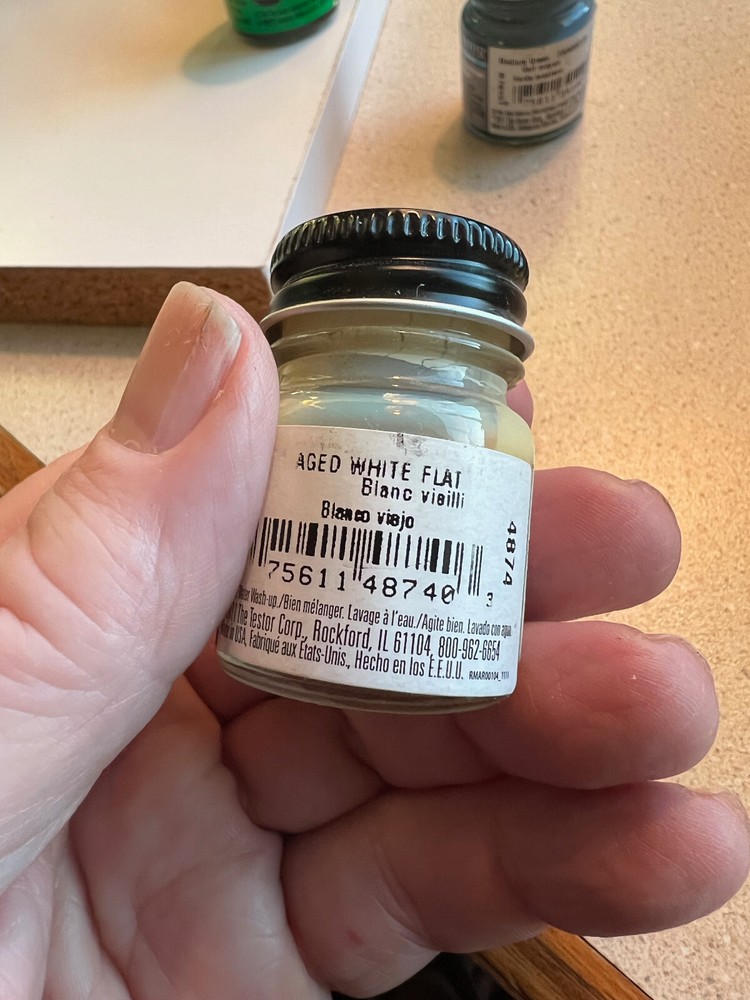 AGED WHITE FLAT
Blanc vieilli
Blanco viejo
4874
75611 48740 3
Wash-up./Bien mélanger. Lavage à l'eau./Agite bien. Lavado con agua.
The Testor Corp., Rockford, IL 61104, 800-962-6654
in USA, Fabriqué aux États-Unis., Hecho en los E.E.U.U.